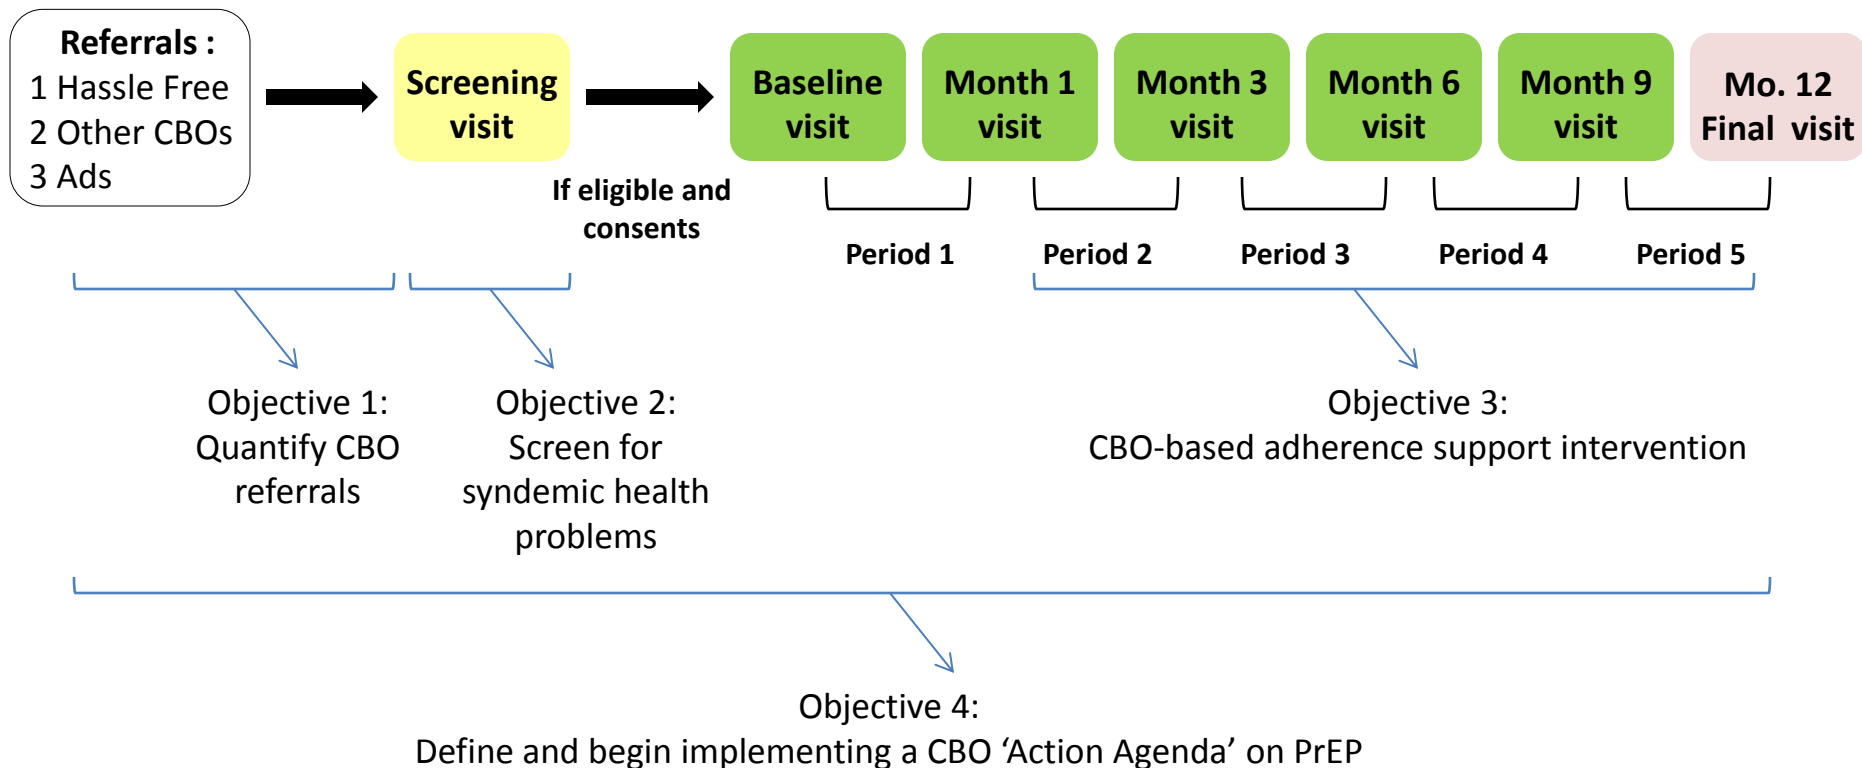 Referrals :
1 Hassle Free
2 Other CBOs
3 Ads
Screening
visit
If eligible and
consents
Baseline
visit
Month 1
visit
Month 3
visit
Month 6
visit
Month 9
visit
Mo. 12
Final visit
Period 1
Period 2
Period 3
Period 4
Period 5
Objective 1:
Quantify CBO
referrals
Objective 2:
Screen for
syndemic health
problems
Objective 3:
CBO-based adherence support intervention
Objective 4:
Define and begin implementing a CBO ‘Action Agenda’ on PrEP